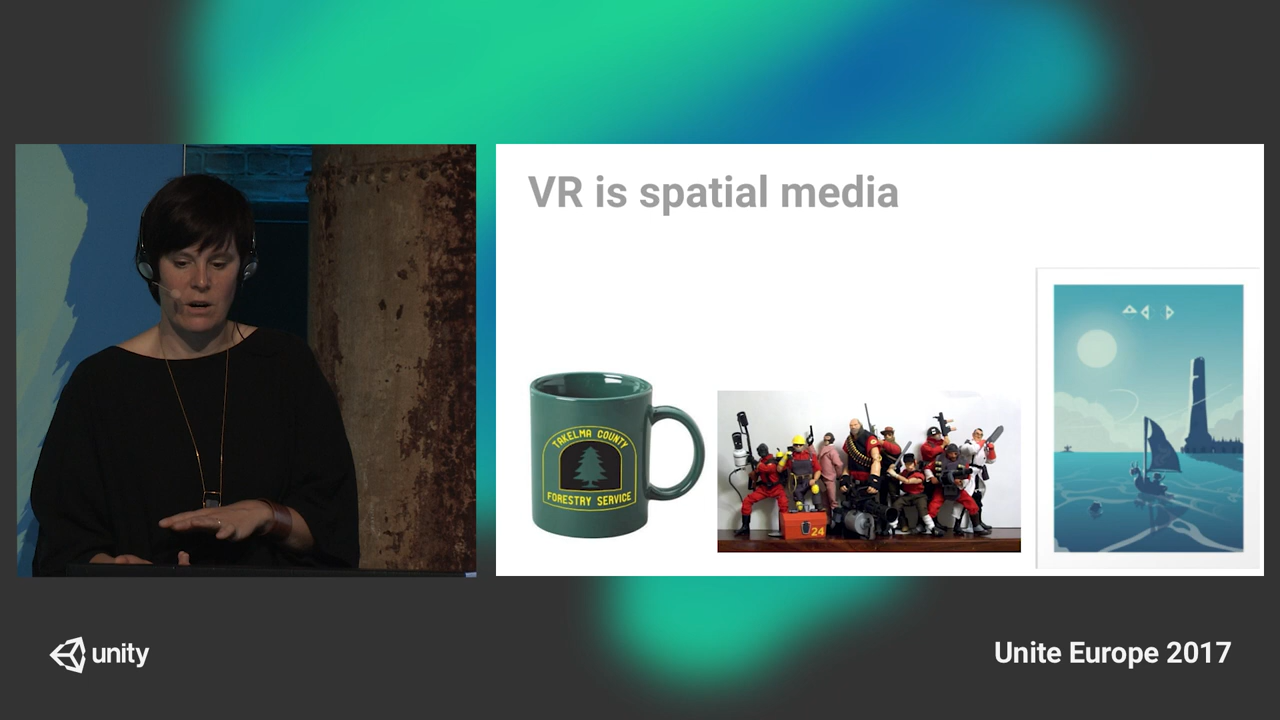 VR is spatial media
TAKELMA COUNTY
FORESTRY SERVICE
24
unity
Unite Europe 2017